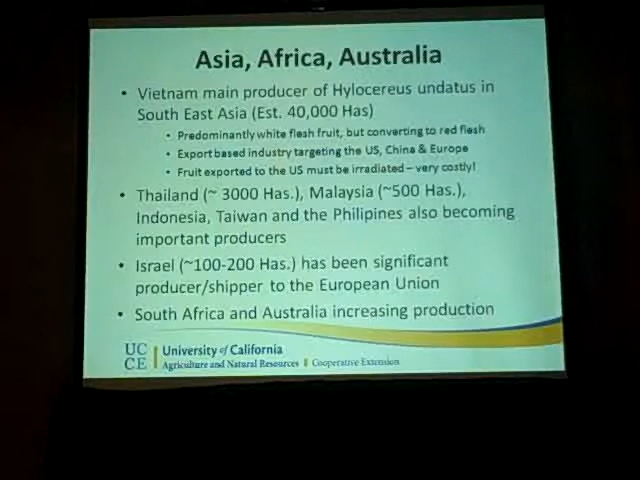 Asia, Africa, Australia
• Vietnam main producer of Hylocereus undatus in
South East Asia (Est. 40,000 Has)
• Predominantly white flesh fruit, but converting to red flesh
• Export based industry targeting the US, China & Europe
• Fruit exported to the US must be irradiated – very costly!
• Thailand (~ 3000 Has.), Malaysia (~500 Has.),
Indonesia, Taiwan and the Philipines also becoming
important producers
• Israel (~100-200 Has.) has been significant
producer/shipper to the European Union
• South Africa and Australia increasing production
UC
CE
University of California
Agriculture and Natural Resources Cooperative Extension